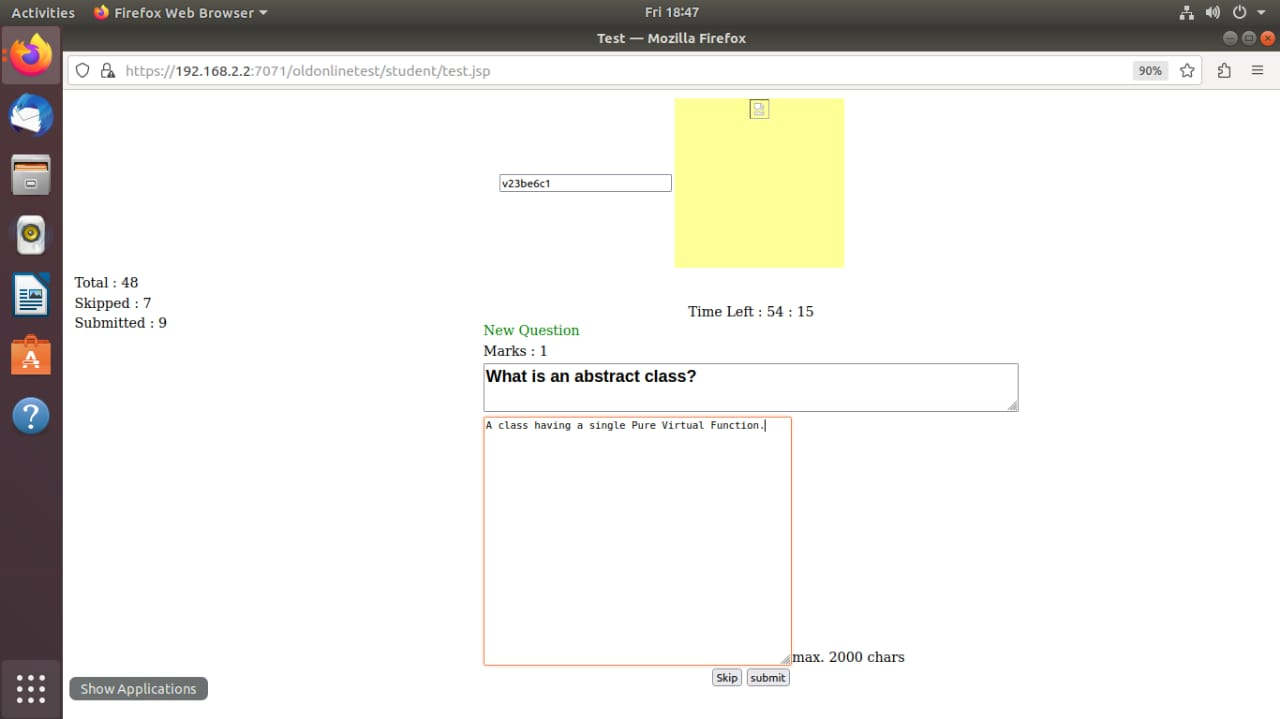 Activities
Firefox Web Browser
Fri 18:47
Test — Mozilla Firefox
https://192.168.2.2:7071/oldonlinetest/student/test.jsp
90%
v23be6c1
Total : 48
Skipped : 7
Submitted : 9
Time Left : 54 : 15
New Question
Marks : 1
What is an abstract class?
A class having a single Pure Virtual Function.
max. 2000 chars
Skip
submit
Show Applications